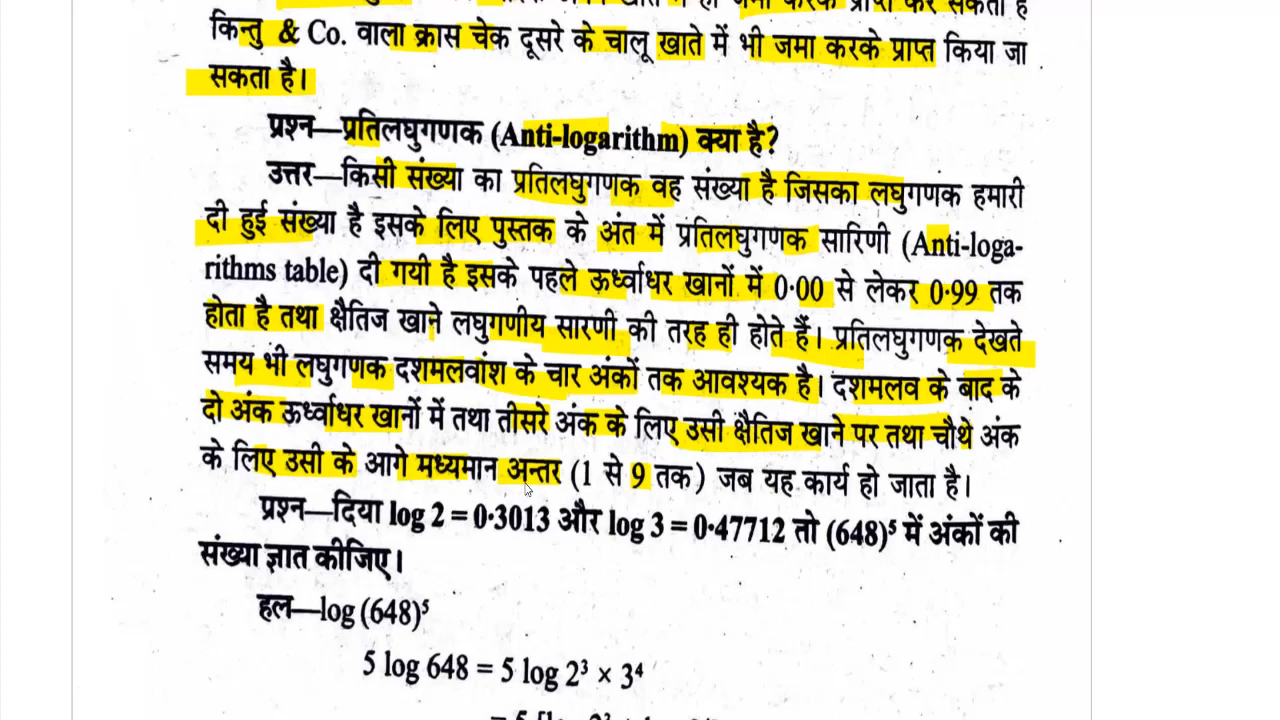 जमा करके प्राप्त कर सकता है
किन्तु & Co. वाला क्रास चेक दूसरे के चालू खाते में भी जमा करके प्राप्त किया जा
सकता है।
प्रश्न—प्रतिलघुगणक (Anti-logarithm) क्या है?
उत्तर—किसी संख्या का प्रतिलघुगणक वह संख्या है जिसका लघुगणक हमारी
दी हुई संख्या है इसके लिए पुस्तक के अंत में प्रतिलघुगणक सारिणी (Anti-loga-
rithms table) दी गयी है इसके पहले ऊर्ध्वाधर खानों में 0·00 से लेकर 0·99 तक
होता है तथा क्षैतिज खाने लघुगणीय सारणी की तरह ही होते हैं। प्रतिलघुगणक देखते
समय भी लघुगणक दशमलवांश के चार अंकों तक आवश्यक है। दशमलव के बाद के
दो अंक ऊर्ध्वाधर खानों में तथा तीसरे अंक के लिए उसी क्षैतिज खाने पर तथा चौथे अंक
के लिए उसी के आगे मध्यमान अन्तर (1 से 9 तक) जब यह कार्य हो जाता है।
प्रश्न—दिया log 2 = 0·3013 और log 3 = 0·47712 तो (648)⁵ में अंकों की
संख्या ज्ञात कीजिए।
हल—log (648)⁵
5 log 648 = 5 log 2³ × 3⁴